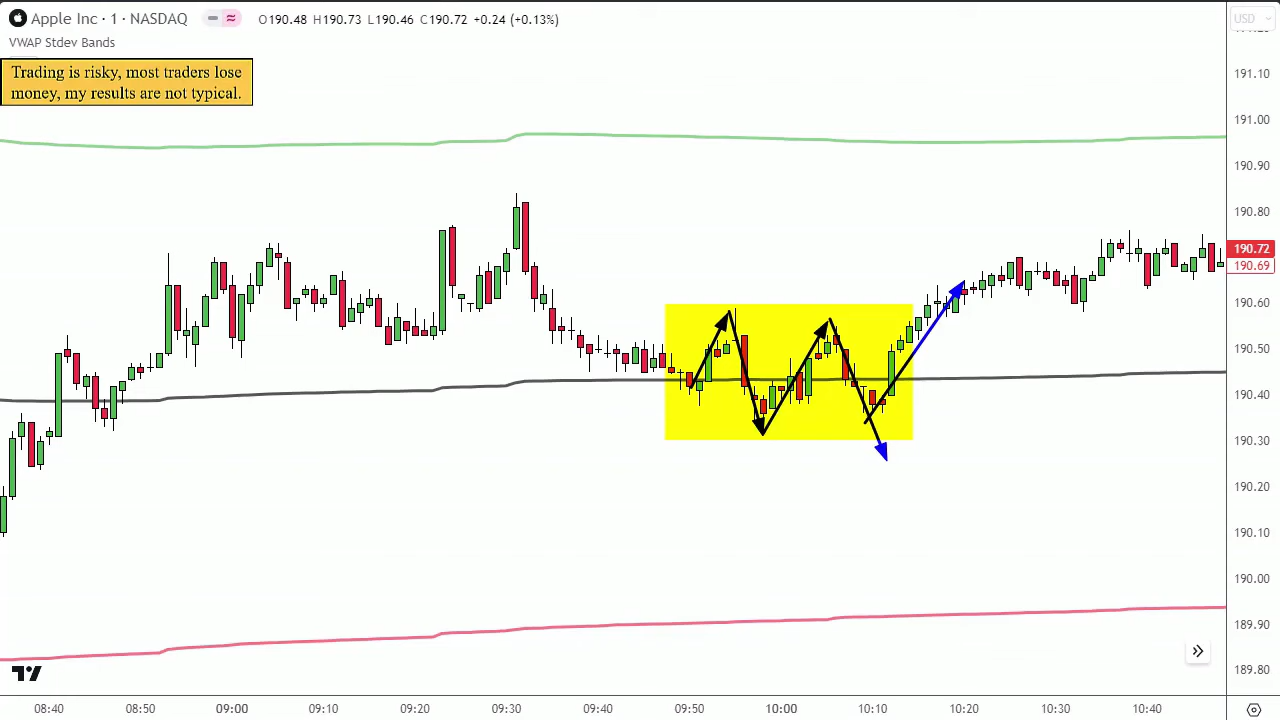 Apple Inc · 1 · NASDAQ
O190.48 H190.73 L190.46 C190.72 +0.24 (+0.13%)
USD
VWAP Stdev Bands
Trading is risky, most traders lose
money, my results are not typical.
191.10
191.00
190.90
190.80
190.72
190.69
190.60
190.50
190.40
190.30
190.20
190.10
190.00
189.90
189.80
08:40 08:50 09:00 09:10 09:20 09:30 09:40 09:50 10:00 10:10 10:20 10:30 10:40